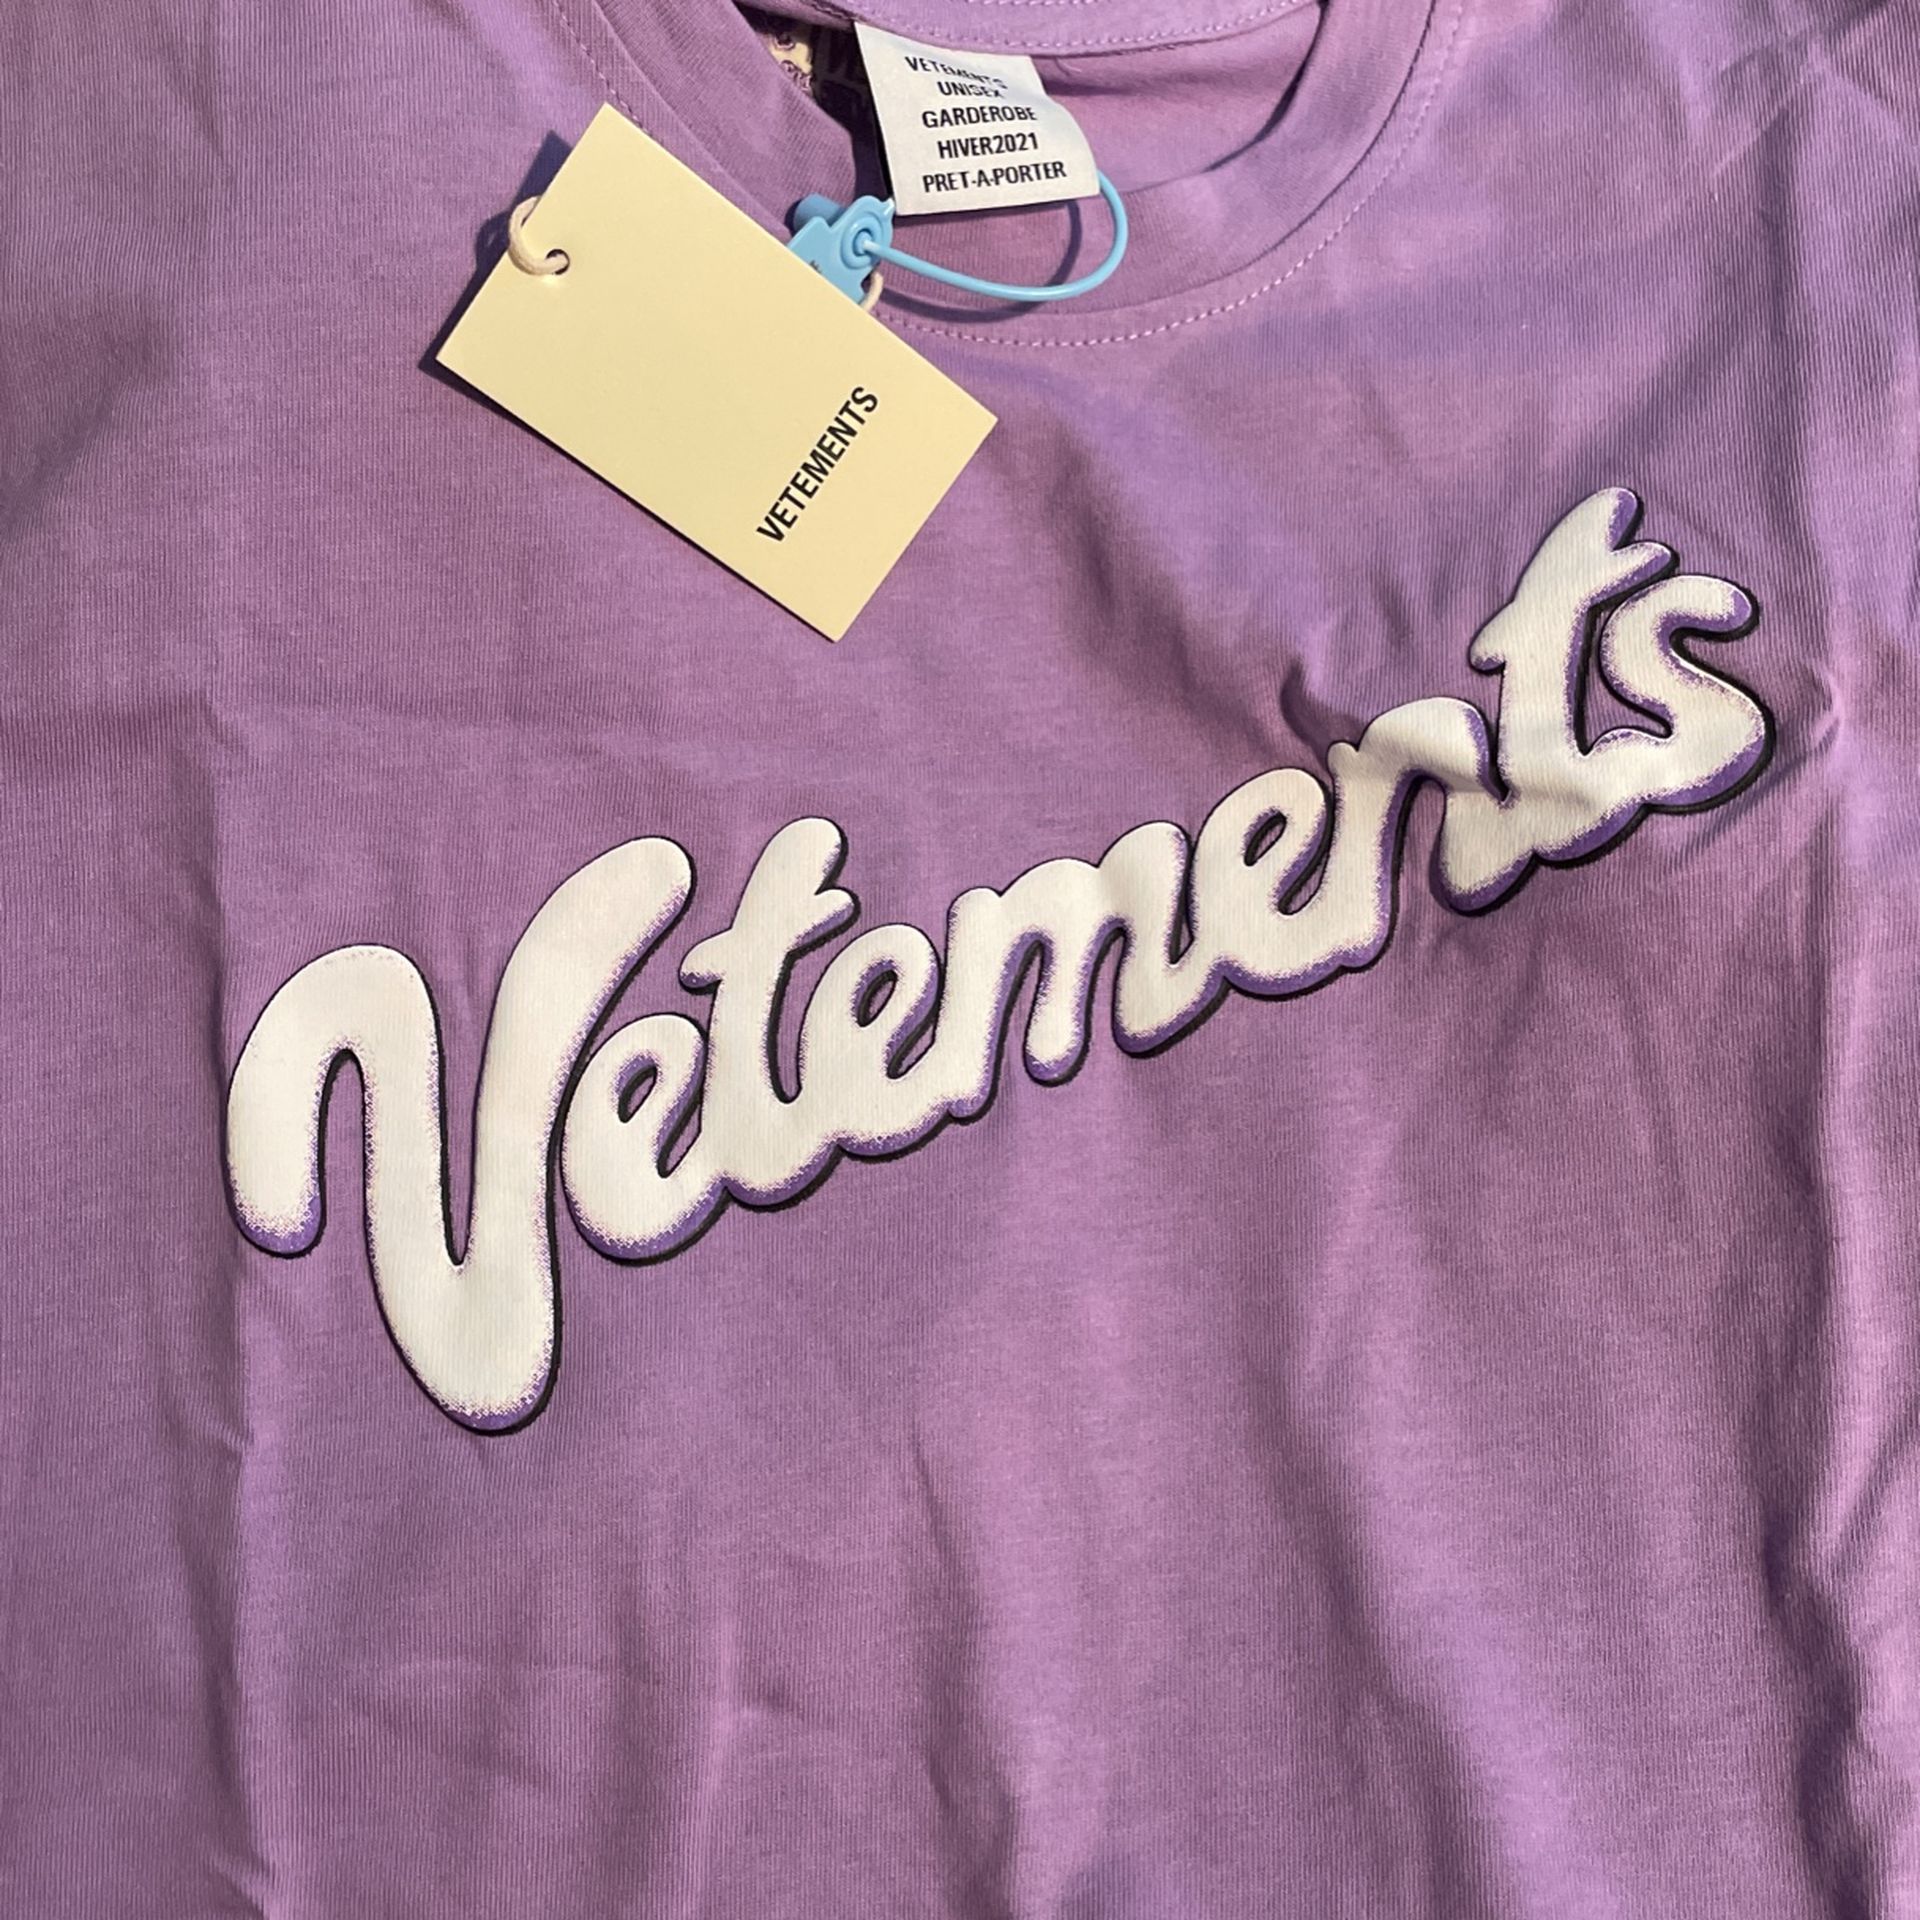 VETEMENTS
UNISEX
GARDEROBE
HIVER2021
PRET-A-PORTER
VETEMENTS
Vetements